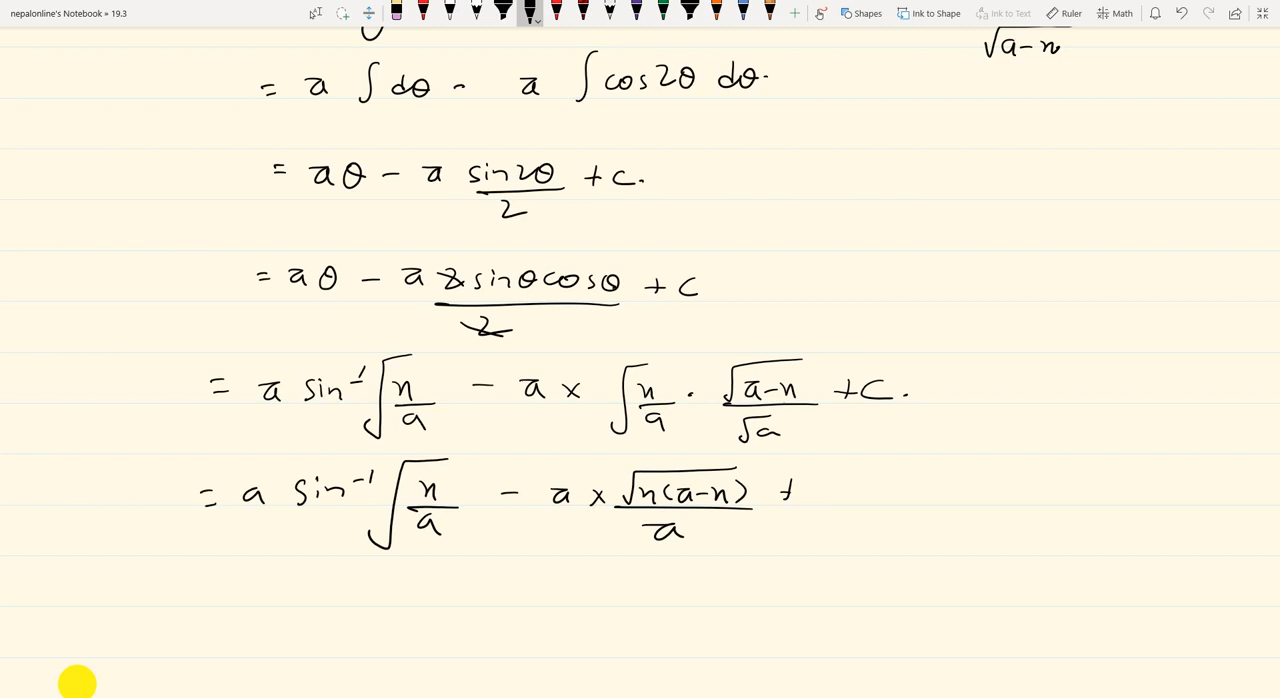 nepalonline's Notebook » 19.3 Shapes Ink to Shape Ink to Text Ruler Math
√(a-x)
= a ∫ dθ - a ∫ cos2θ dθ.
= aθ - a sin2θ/2 + c.
= aθ - a 2sinθcosθ/2 + c
= a sin⁻¹ √(x/a) - a × √(x/a) · √(a-x)/√a + C.
= a sin⁻¹ √(x/a) - a × √(x(a-x))/a +